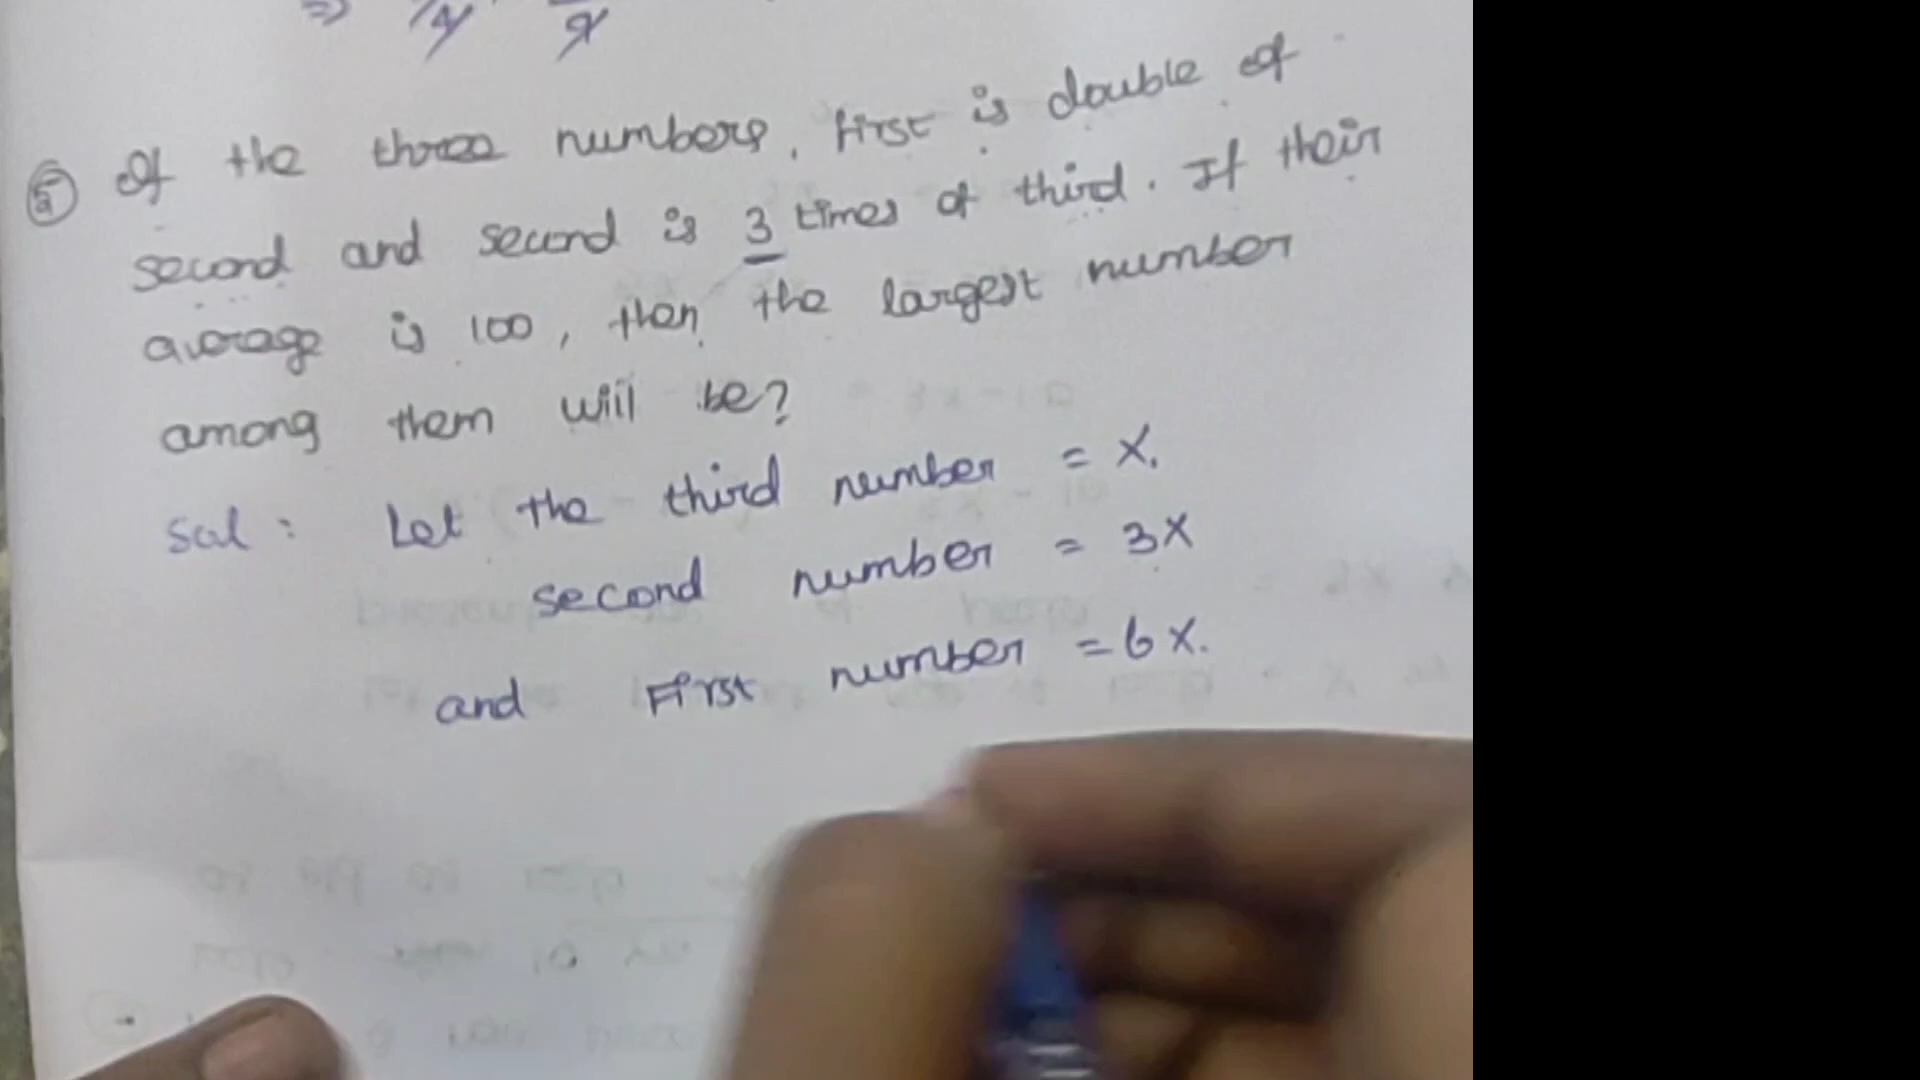 ⑤ Of the three numbers, first is double of
second and second is 3 times of third. If their
average is 100, then the largest number
among them will be?
Sol: Let the third number = x.
second number = 3x
and First number = 6x.